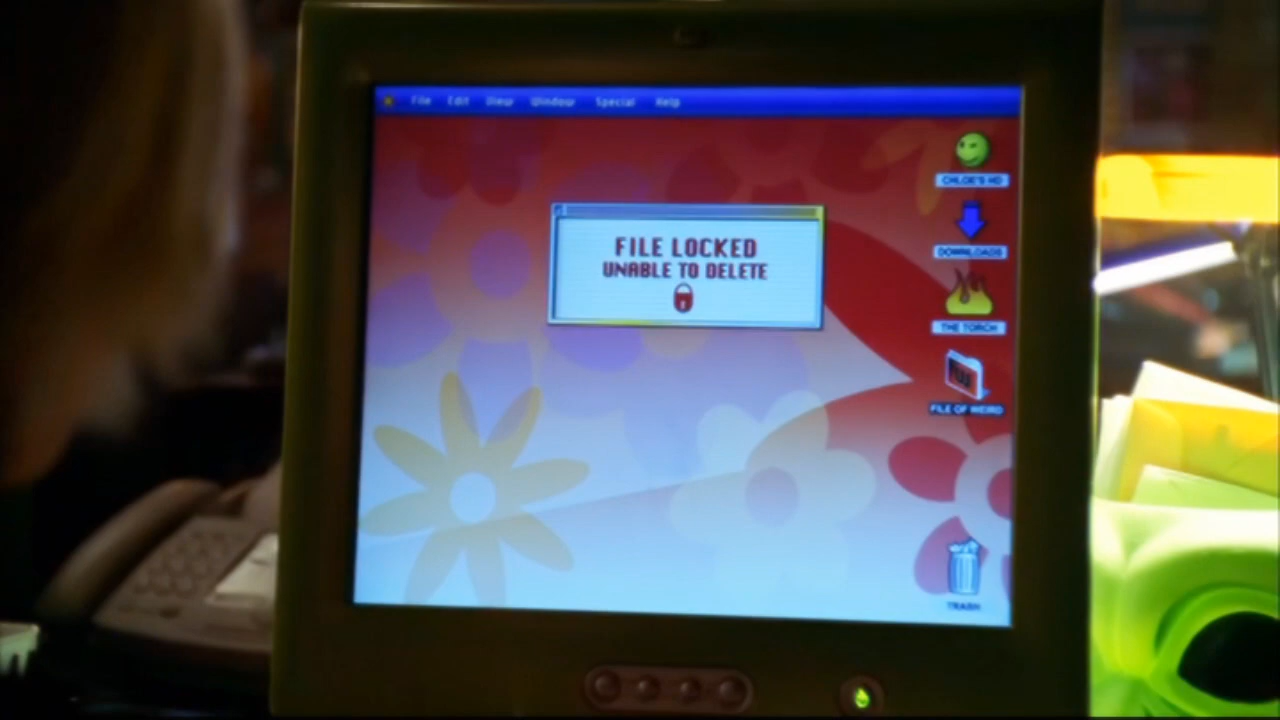 File Edit View Window Special Help
CHLOE'S HD
FILE LOCKED
UNABLE TO DELETE
DOWNLOADS
THE TORCH
FILE OF WEIRD
TRASH